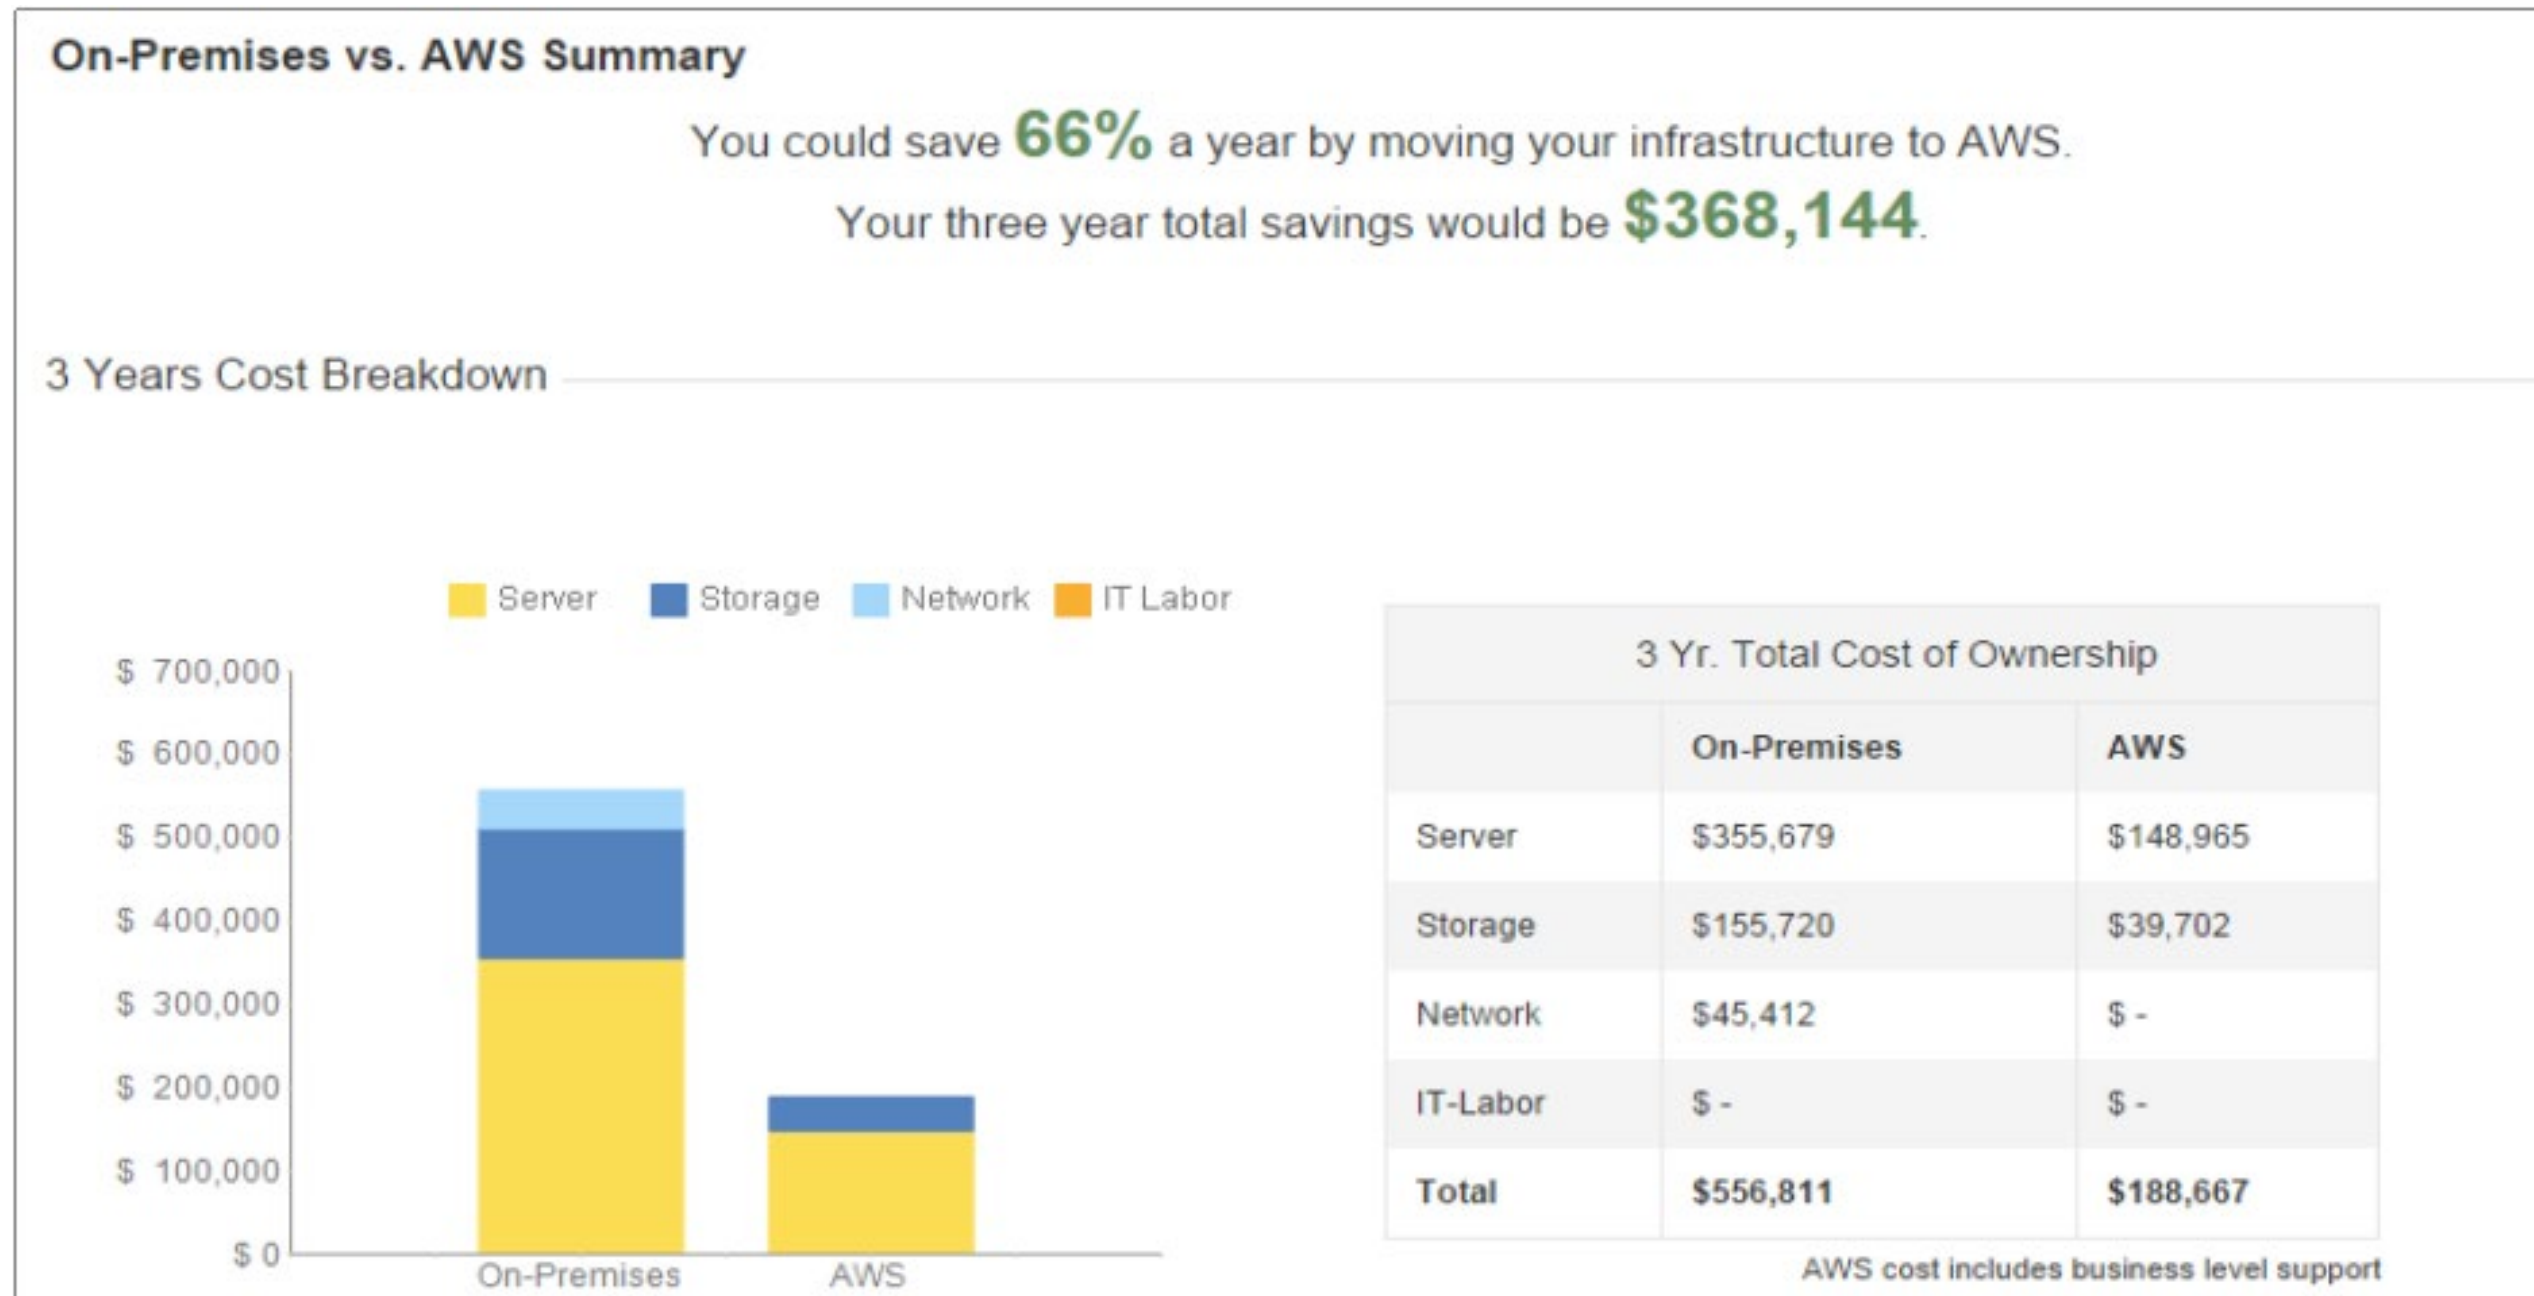 On-Premises vs. AWS Summary
You could save 66% a year by moving your infrastructure to AWS.
Your three year total savings would be $368,144.
3 Years Cost Breakdown
Server Storage Network IT Labor
$ 700,000
$ 600,000
$ 500,000
$ 400,000
$ 300,000
$ 200,000
$ 100,000
$ 0
On-Premises AWS
3 Yr. Total Cost of Ownership
On-Premises AWS
Server $355,679 $148,965
Storage $155,720 $39,702
Network $45,412 $ -
IT-Labor $ - $ -
Total $556,811 $188,667
AWS cost includes business level support